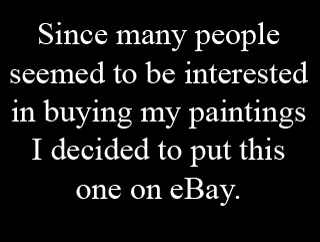 Since many people
seemed to be interested
in buying my paintings
I decided to put this
one on eBay.